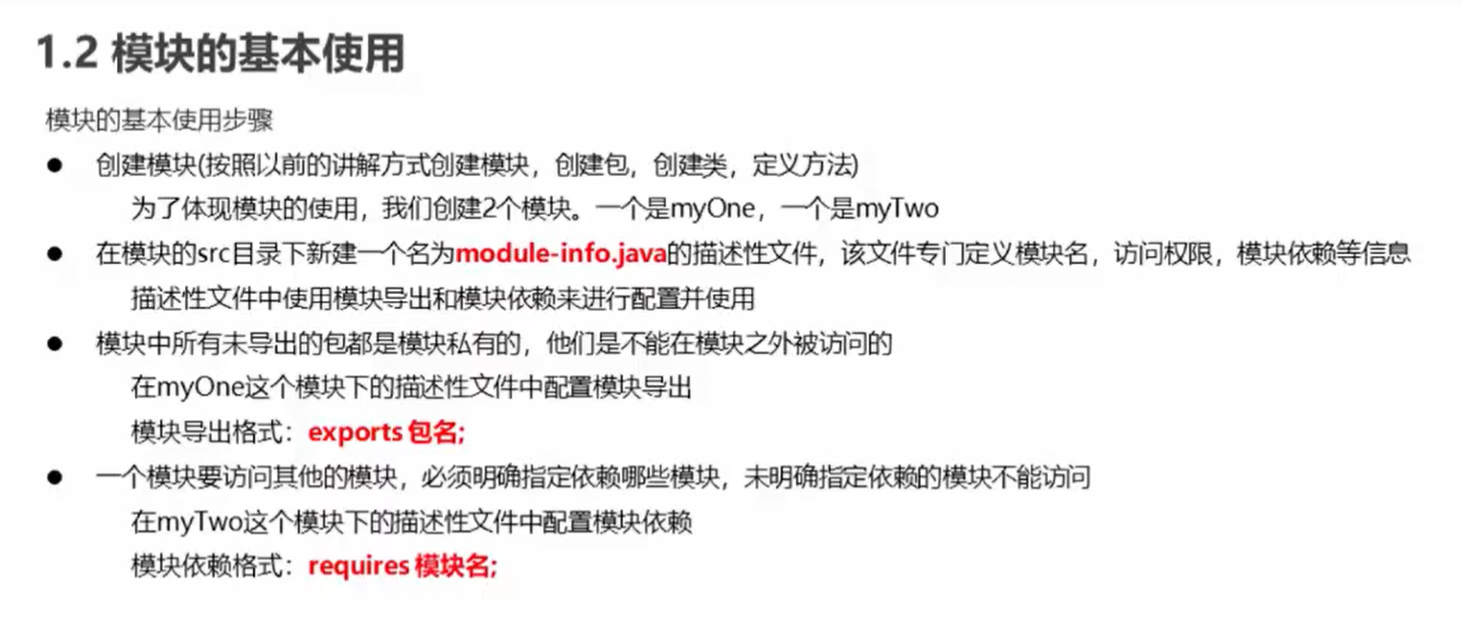 1.2 模块的基本使用
模块的基本使用步骤
● 创建模块(按照以前的讲解方式创建模块，创建包，创建类，定义方法)
为了体现模块的使用，我们创建2个模块。一个是myOne，一个是myTwo
● 在模块的src目录下新建一个名为module-info.java的描述性文件，该文件专门定义模块名，访问权限，模块依赖等信息
描述性文件中使用模块导出和模块依赖来进行配置并使用
● 模块中所有未导出的包都是模块私有的，他们是不能在模块之外被访问的
在myOne这个模块下的描述性文件中配置模块导出
模块导出格式：exports 包名;
● 一个模块要访问其他的模块，必须明确指定依赖哪些模块，未明确指定依赖的模块不能访问
在myTwo这个模块下的描述性文件中配置模块依赖
模块依赖格式：requires 模块名;